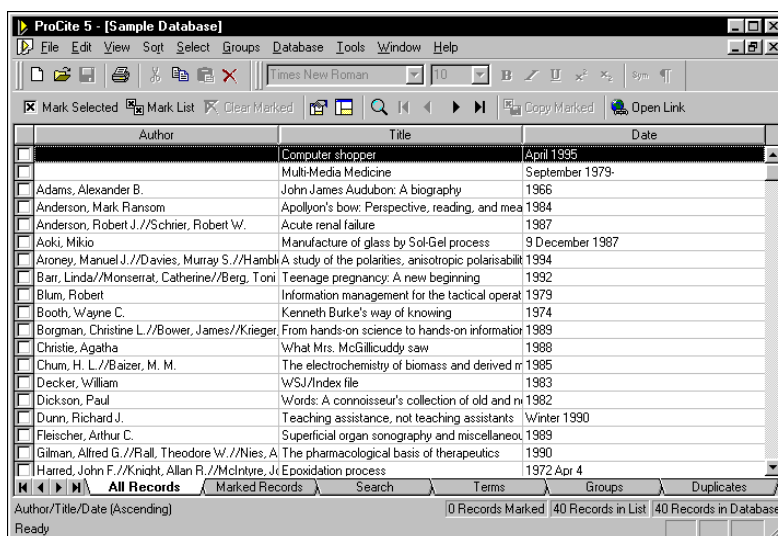 ProCite 5 - [Sample Database]
File Edit View Sort Select Groups Database Tools Window Help
Times New Roman 10 B Z U x² x₂ Sym ¶
Mark Selected Mark List Clear Marked Copy Marked Open Link
Author Title Date
Computer shopper April 1995
Multi-Media Medicine September 1979-
Adams, Alexander B. John James Audubon: A biography 1966
Anderson, Mark Ransom Apollyon's bow: Perspective, reading, and mea 1984
Anderson, Robert J.//Schrier, Robert W. Acute renal failure 1987
Aoki, Mikio Manufacture of glass by Sol-Gel process 9 December 1987
Aroney, Manuel J.//Davies, Murray S.//Hambl A study of the polarities, anisotropic polarisabilit 1994
Barr, Linda//Monserrat, Catherine//Berg, Toni Teenage pregnancy: A new beginning 1992
Blum, Robert Information management for the tactical operat 1979
Booth, Wayne C. Kenneth Burke's way of knowing 1974
Borgman, Christine L.//Bower, James//Krieger, From hands-on science to hands-on information 1989
Christie, Agatha What Mrs. McGillicuddy saw 1988
Chum, H. L.//Baizer, M. M. The electrochemistry of biomass and derived m 1985
Decker, William WSJ/Index file 1983
Dickson, Paul Words: A connoisseur's collection of old and n 1982
Dunn, Richard J. Teaching assistance, not teaching assistants Winter 1990
Fleischer, Arthur C. Superficial organ sonography and miscellaneou 1989
Gilman, Alfred G.//Rall, Theodore W.//Nies, A The pharmacological basis of therapeutics 1990
Harred, John F.//Knight, Allan R.//McIntyre, Jo Epoxidation process 1972 Apr 4
All Records Marked Records Search Terms Groups Duplicates
Author/Title/Date (Ascending) 0 Records Marked 40 Records in List 40 Records in Database
Ready